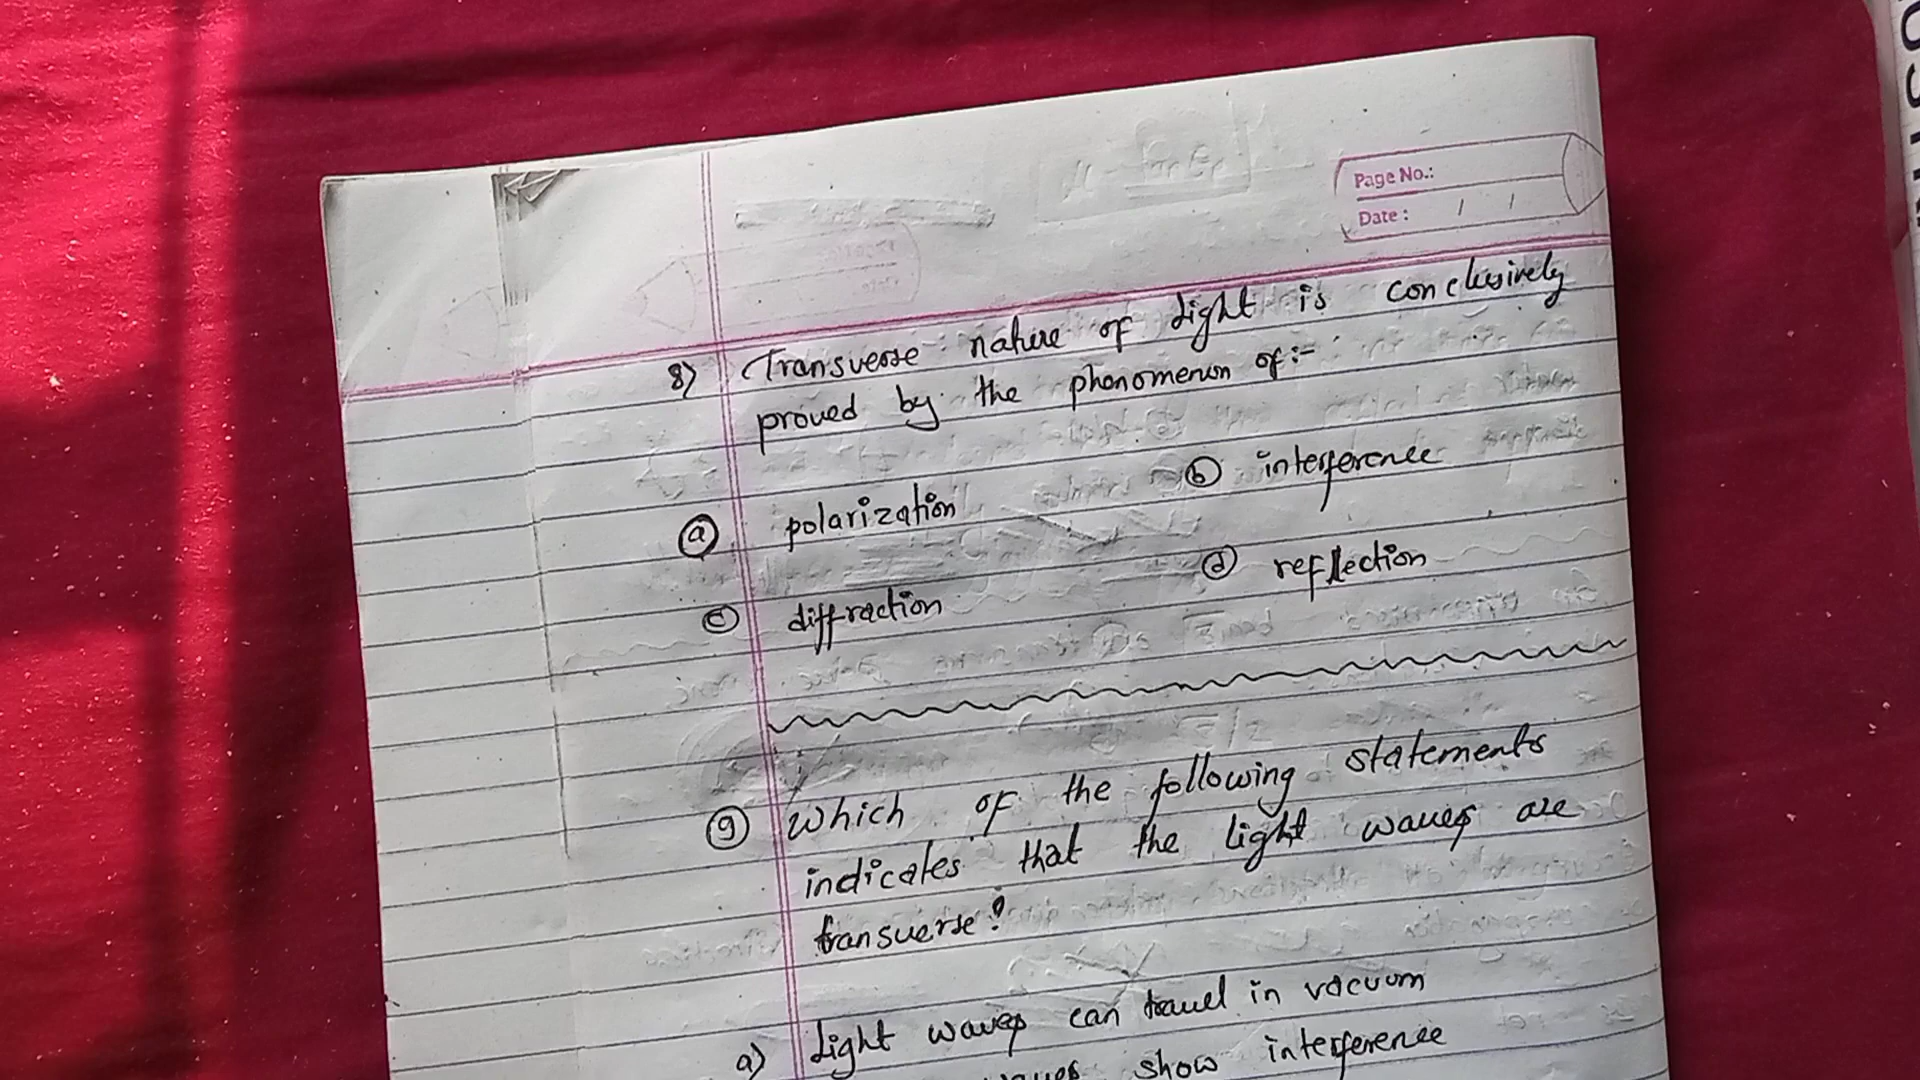 Page No.:
Date: / /
8) Transverse nature of Light is conclusively
proved by the phonomenon of :-
ⓐ polarization ⓑ interference
ⓒ diffraction ⓓ reflection
⑨ Which of the following statements
indicates that the light waves are
transverse?
a) Light waves can travel in vacuum
waves show interference